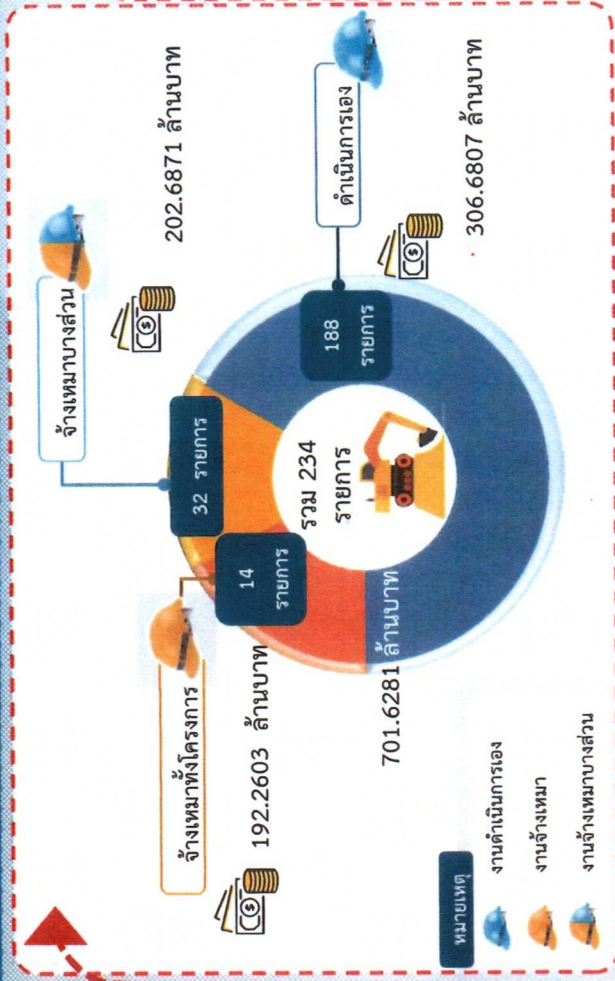 จ้างเหมาบางส่วน
202.6871 ล้านบาท
จ้างเหมาทั้งโครงการ
192.2603 ล้านบาท
32 รายการ
14
รายการ
รวม 234
รายการ
188
รายการ
ดำเนินการเอง
306.6807 ล้านบาท
701.6281 ล้านบาท
หมายเหตุ
งานดำเนินการเอง
งานจ้างเหมา
งานจ้างเหมาบางส่วน